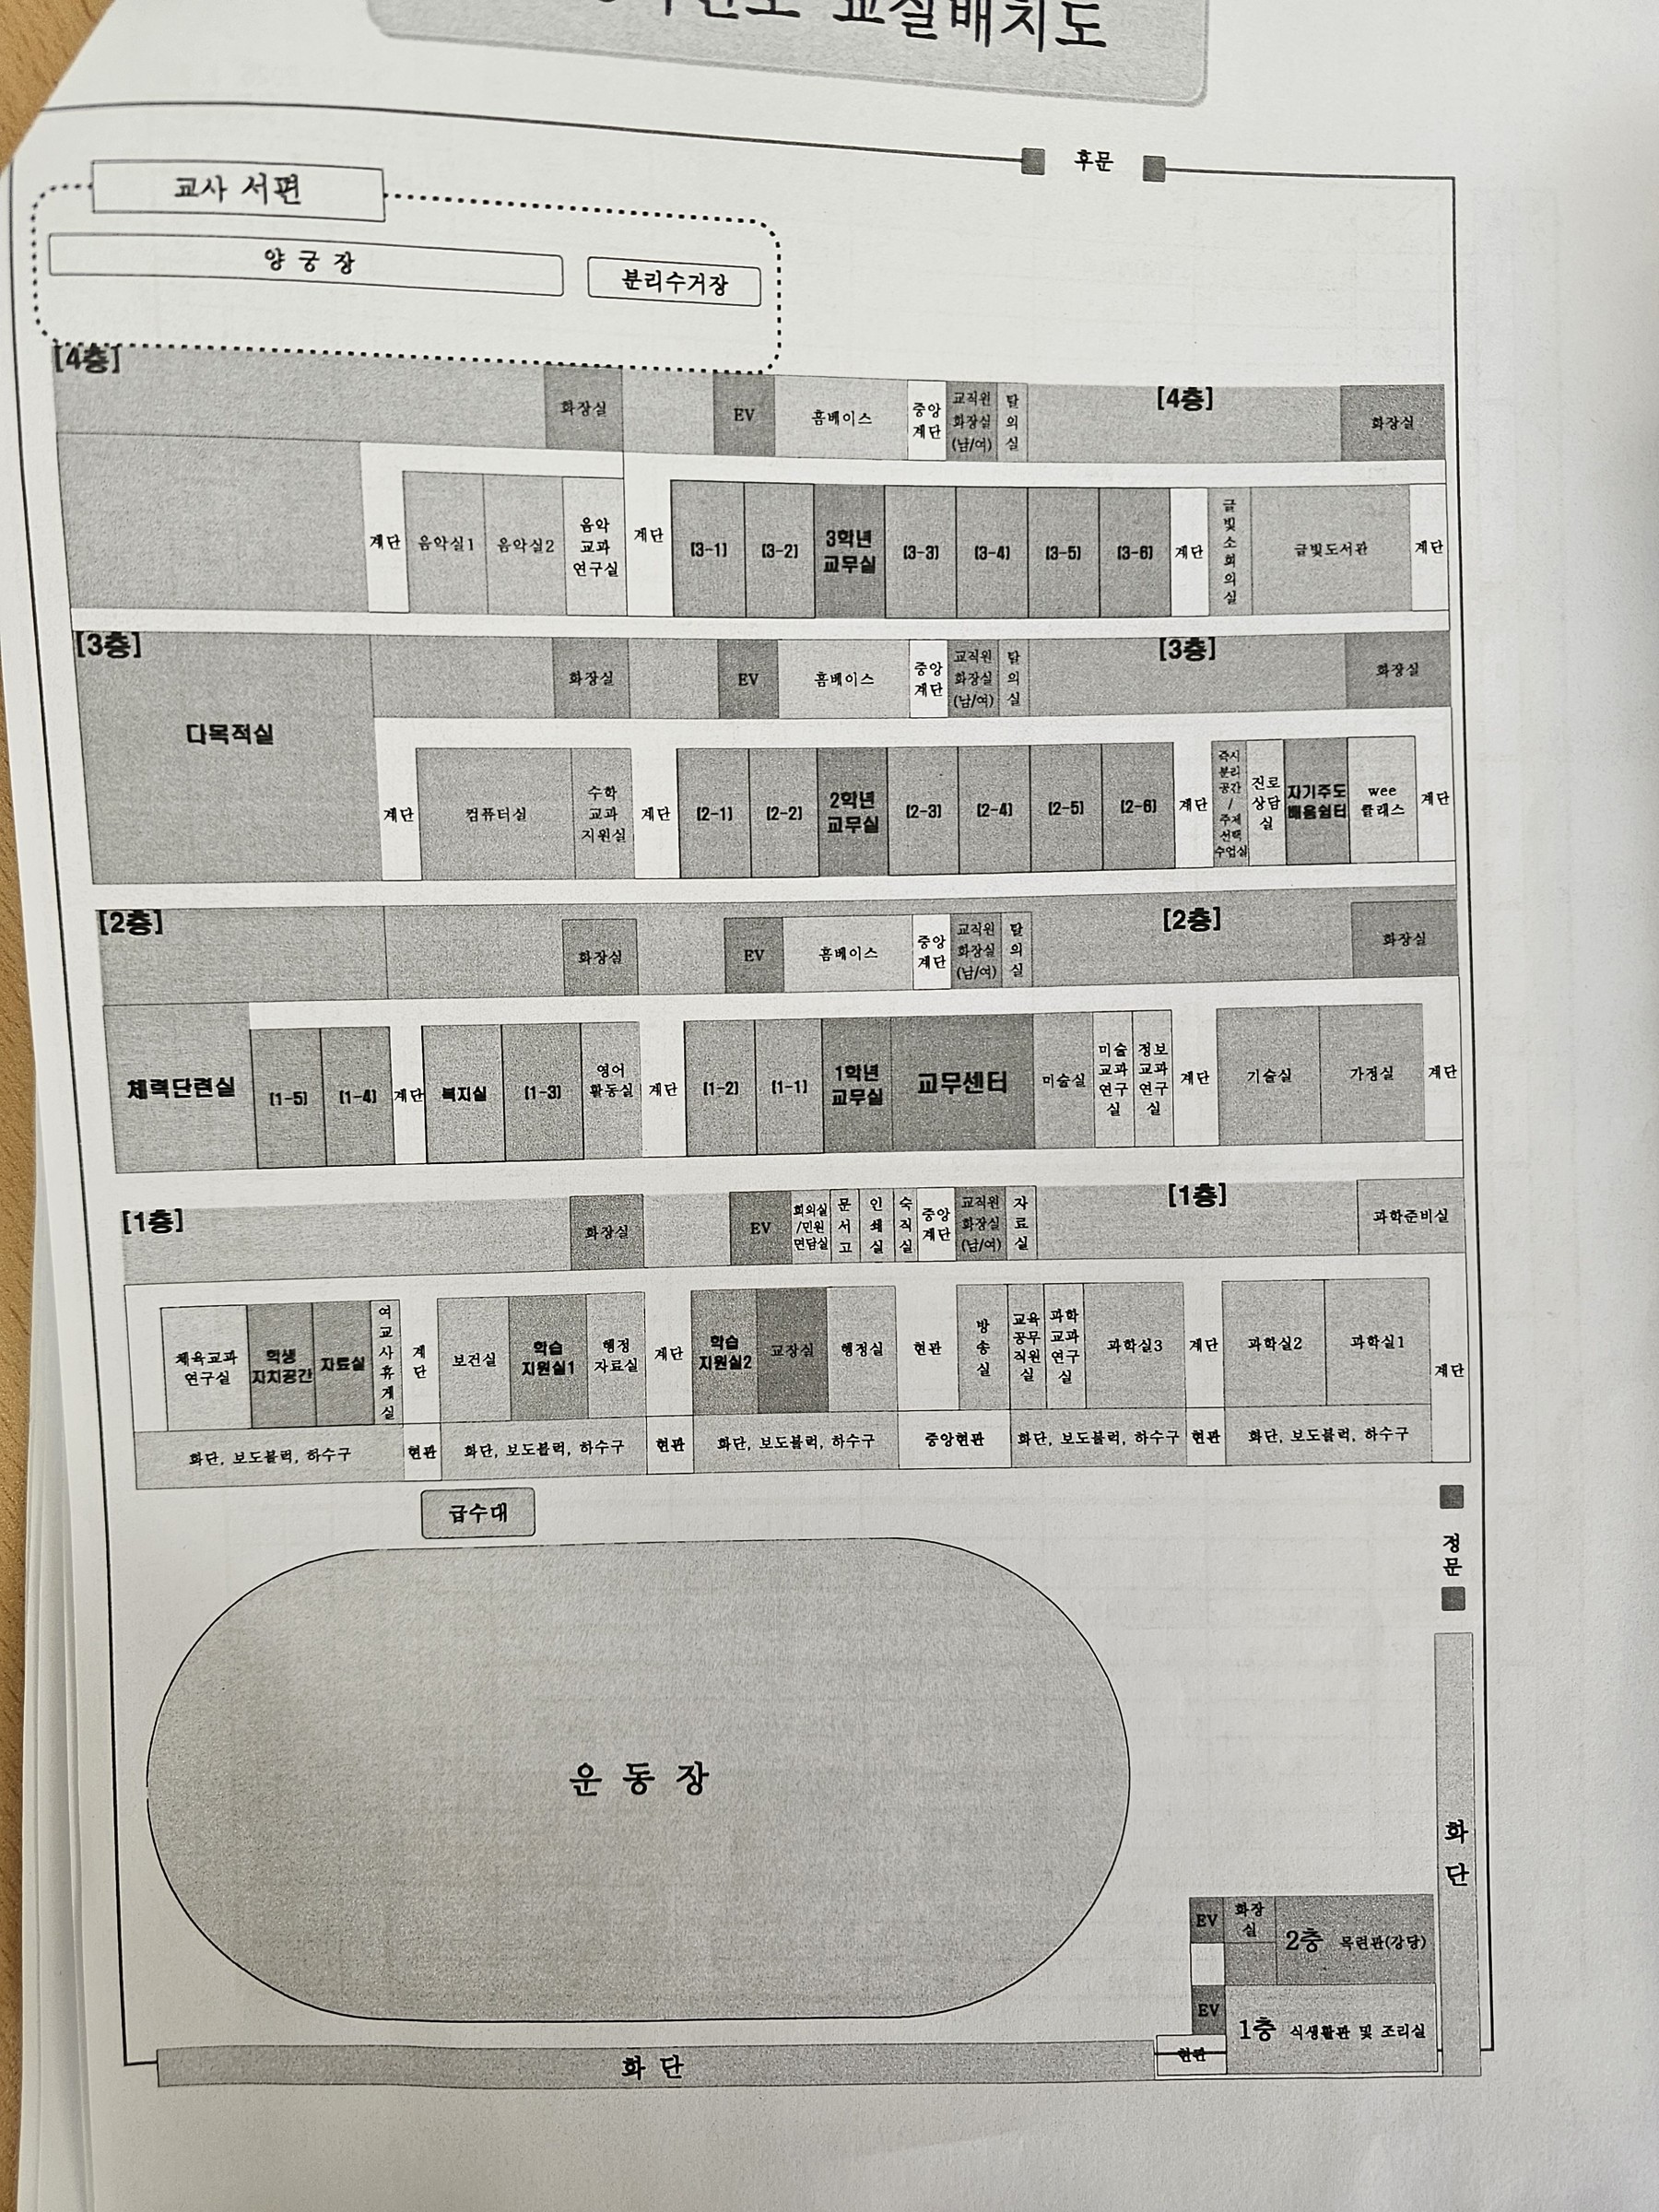 교실배치도
후문
교사 서편
양 궁 장
분리수거장
[4층]
화장실
EV
홈베이스
중앙
계단
교직원
화장실
(남/여)
탈
의
실
[4층]
화장실
계단
음악실1
음악실2
음악
교과
연구실
계단
(3-1)
(3-2)
3학년
교무실
(3-3)
(3-4)
(3-5)
(3-6)
계단
글
빛
소
회
의
실
글빛도서관
계단
[3층]
다목적실
화장실
EV
홈베이스
중앙
계단
교직원
화장실
(남/여)
탈
의
실
[3층]
화장실
계단
컴퓨터실
수학
교과
지원실
계단
(2-1)
(2-2)
2학년
교무실
(2-3)
(2-4)
(2-5)
(2-6)
계단
즉시
분리
공간
/
주제
선택
수업실
진로
상담
실
자기주도
배움쉼터
wee
클래스
계단
[2층]
화장실
EV
홈베이스
중앙
계단
교직원
화장실
(남/여)
탈
의
실
[2층]
화장실
체력단련실
(1-5)
(1-4)
계단
복지실
(1-3)
영어
활동실
계단
(1-2)
(1-1)
1학년
교무실
교무센터
미술실
미술
교과
연구
실
정보
교과
연구
실
계단
기술실
가정실
계단
[1층]
화장실
EV
회의실
/민원
면담실
문
서
고
인
쇄
실
숙
직
실
중앙
계단
교직원
화장실
(남/여)
자
료
실
[1층]
과학준비실
체육교과
연구실
학생
자치공간
자료실
여
교
사
휴
게
실
계
단
보건실
학습
지원실1
행정
자료실
계단
학습
지원실2
교장실
행정실
현관
방
송
실
교육
공무
직원
실
과학
교과
연구
실
과학실3
계단
과학실2
과학실1
계단
화단, 보도블럭, 하수구
현관
화단, 보도블럭, 하수구
현관
화단, 보도블럭, 하수구
중앙현관
화단, 보도블럭, 하수구
현관
화단, 보도블럭, 하수구
급수대
정
문
운 동 장
화
단
EV
화장
실
2층 목련관(강당)
EV
1층 식생활관 및 조리실
현관
화 단